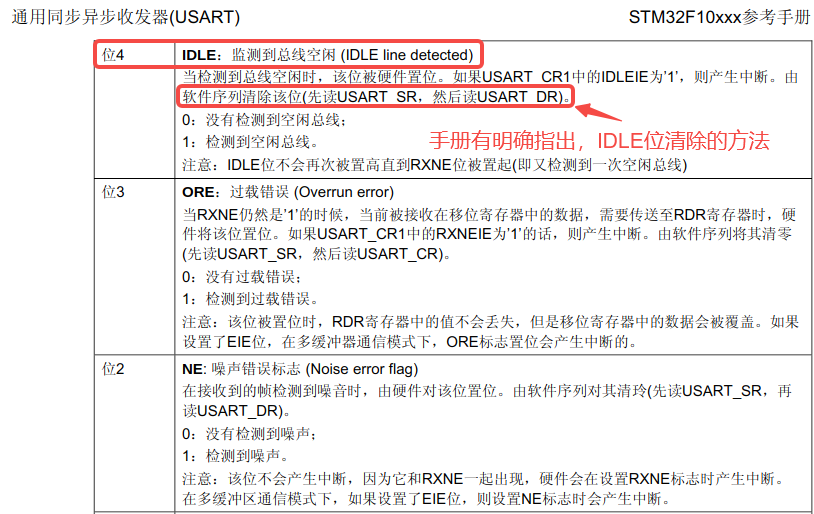 通用同步异步收发器(USART) STM32F10xxx参考手册
位4 IDLE：监测到总线空闲 (IDLE line detected)
当检测到总线空闲时，该位被硬件置位。如果USART_CR1中的IDLEIE为'1'，则产生中断。由
软件序列清除该位(先读USART_SR，然后读USART_DR)。
0：没有检测到空闲总线；
1：检测到空闲总线。
手册有明确指出，IDLE位清除的方法
注意：IDLE位不会再次被置高直到RXNE位被置起(即又检测到一次空闲总线)
位3 ORE：过载错误 (Overrun error)
当RXNE仍然是'1'的时候，当前被接收在移位寄存器中的数据，需要传送至RDR寄存器时，硬
件将该位置位。如果USART_CR1中的RXNEIE为'1'的话，则产生中断。由软件序列将其清零
(先读USART_SR，然后读USART_CR)。
0：没有过载错误；
1：检测到过载错误。
注意：该位被置位时，RDR寄存器中的值不会丢失，但是移位寄存器中的数据会被覆盖。如果
设置了EIE位，在多缓冲器通信模式下，ORE标志置位会产生中断的。
位2 NE: 噪声错误标志 (Noise error flag)
在接收到的帧检测到噪音时，由硬件对该位置位。由软件序列对其清玲(先读USART_SR，再
读USART_DR)。
0：没有检测到噪声；
1：检测到噪声。
注意：该位不会产生中断，因为它和RXNE一起出现，硬件会在设置RXNE标志时产生中断。
在多缓冲区通信模式下，如果设置了EIE位，则设置NE标志时会产生中断。